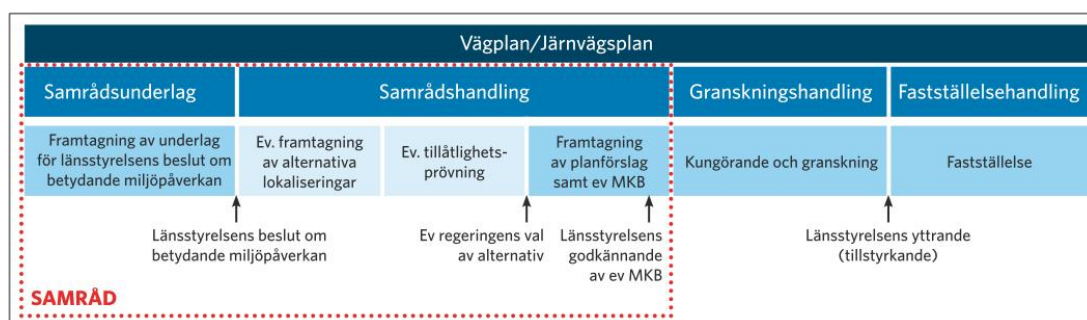 Vägplan/Järnvägsplan
Samrådsunderlag
Samrådshandling
Granskningshandling
Fastställelsehandling
Framtagning av underlag
för länsstyrelsens beslut om
betydande miljöpåverkan
Ev. framtagning
av alternativa
lokaliseringar
Ev. tillåtlighets-
prövning
Framtagning
av planförslag
samt ev MKB
Kungörande och granskning
Fastställelse
Länsstyrelsens beslut om
betydande miljöpåverkan
Ev regeringens val
av alternativ
Länsstyrelsens
godkännande
av ev MKB
Länsstyrelsens yttrande
(tillstyrkande)
SAMRÅD